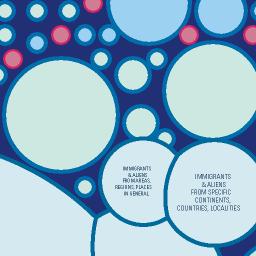 IMMIGRANTS
& ALIENS
FROM AREAS,
REGIONS, PLACES
IN GENERAL
IMMIGRANTS
& ALIENS
FROM SPECIFIC
CONTINENTS,
COUNTRIES, LOCALITIES